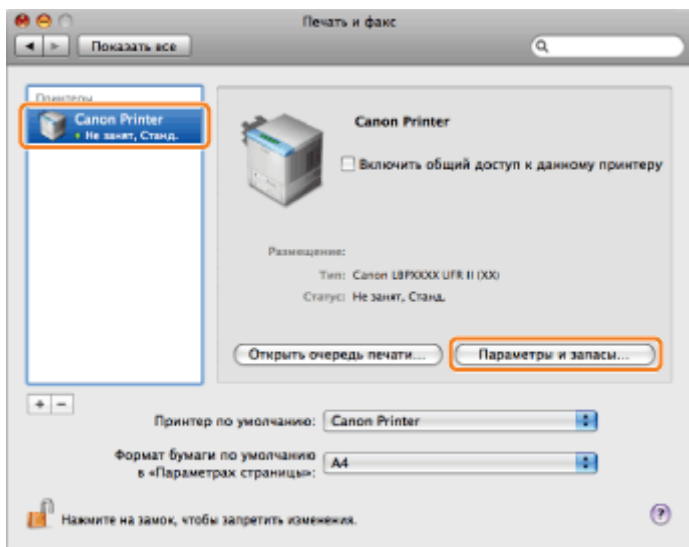 Печать и факс
Показать все
Принтеры
Canon Printer
Не занят, Станд.
Canon Printer
Включить общий доступ к данному принтеру
Размещение:
Тип: Canon LBPXXXX UFR II (XX)
Статус: Не занят, Станд.
Открыть очередь печати...
Параметры и запасы...
+ −
Принтер по умолчанию: Canon Printer
Формат бумаги по умолчанию
в «Параметрах страницы»: A4
Нажмите на замок, чтобы запретить изменения.
?